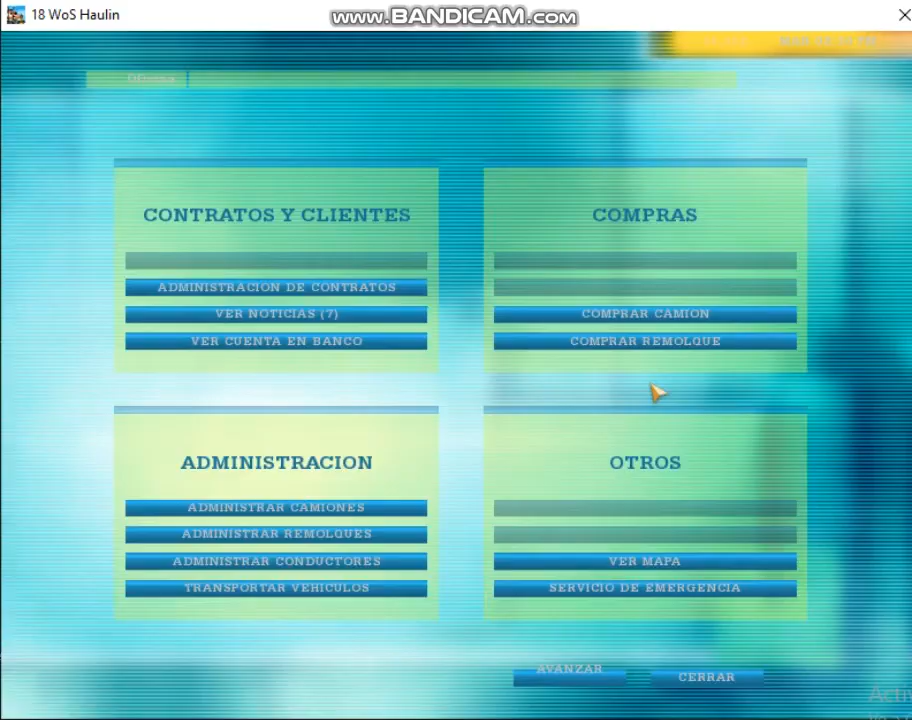 18 WoS Haulin
www.BANDICAM.com
CONTRATOS Y CLIENTES
ADMINISTRACION DE CONTRATOS
VER NOTICIAS (7)
VER CUENTA EN BANCO
COMPRAS
COMPRAR CAMION
COMPRAR REMOLQUE
ADMINISTRACION
ADMINISTRAR CAMIONES
ADMINISTRAR REMOLQUES
ADMINISTRAR CONDUCTORES
TRANSPORTAR VEHICULOS
OTROS
VER MAPA
SERVICIO DE EMERGENCIA
AVANZAR
CERRAR